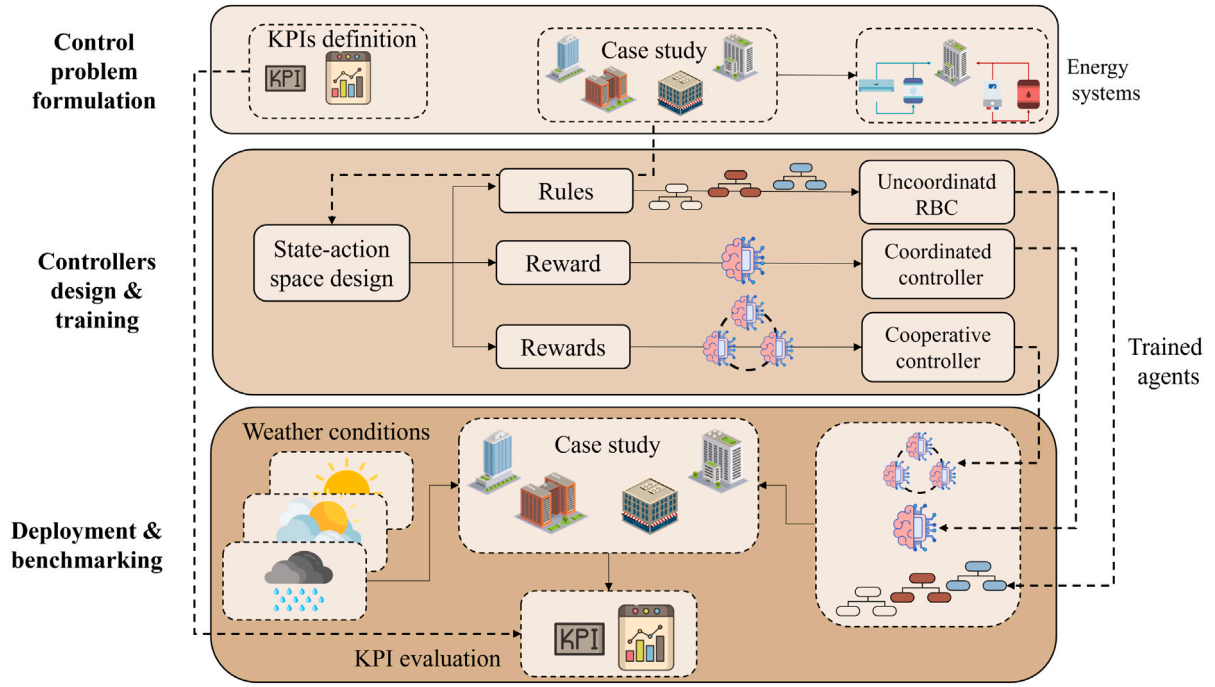 Control
problem
formulation
KPIs definition
KPI
Case study
Energy
systems
Controllers
design &
training
State-action
space design
Rules
Uncoordinatd
RBC
Reward
Coordinated
controller
Rewards
Cooperative
controller
Trained
agents
Deployment &
benchmarking
Weather conditions
Case study
KPI
KPI evaluation